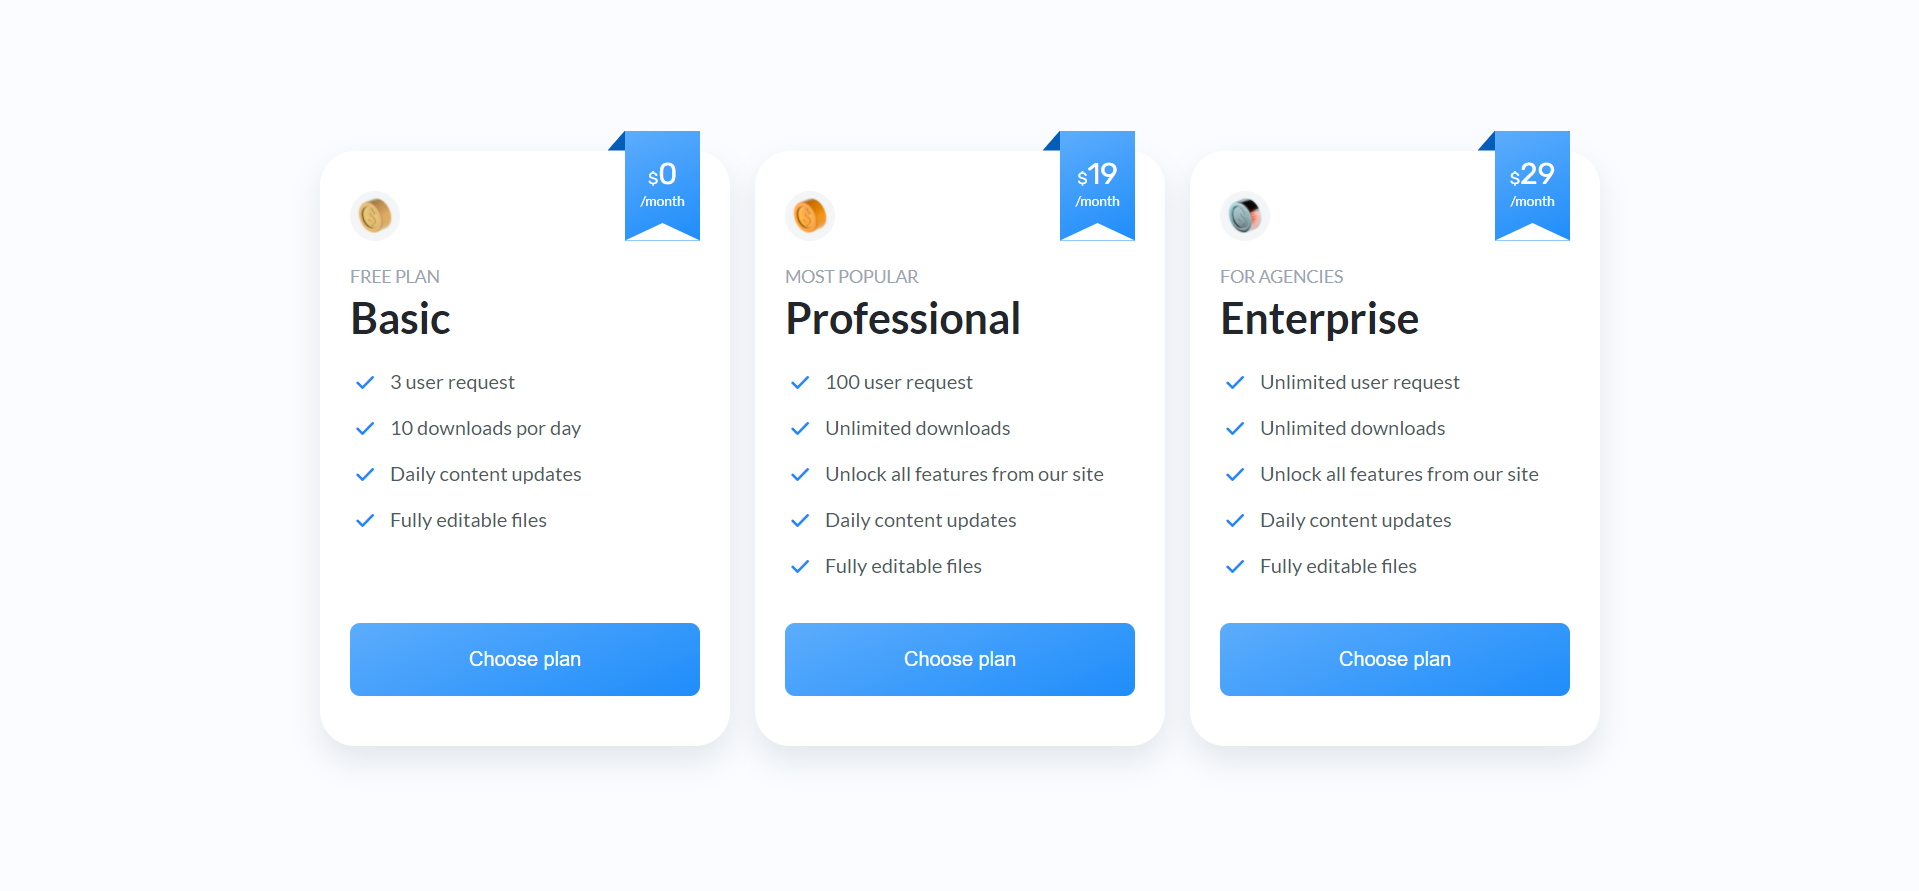 $0
/month
FREE PLAN
Basic
3 user request
10 downloads por day
Daily content updates
Fully editable files
Choose plan
$19
/month
MOST POPULAR
Professional
100 user request
Unlimited downloads
Unlock all features from our site
Daily content updates
Fully editable files
Choose plan
$29
/month
FOR AGENCIES
Enterprise
Unlimited user request
Unlimited downloads
Unlock all features from our site
Daily content updates
Fully editable files
Choose plan